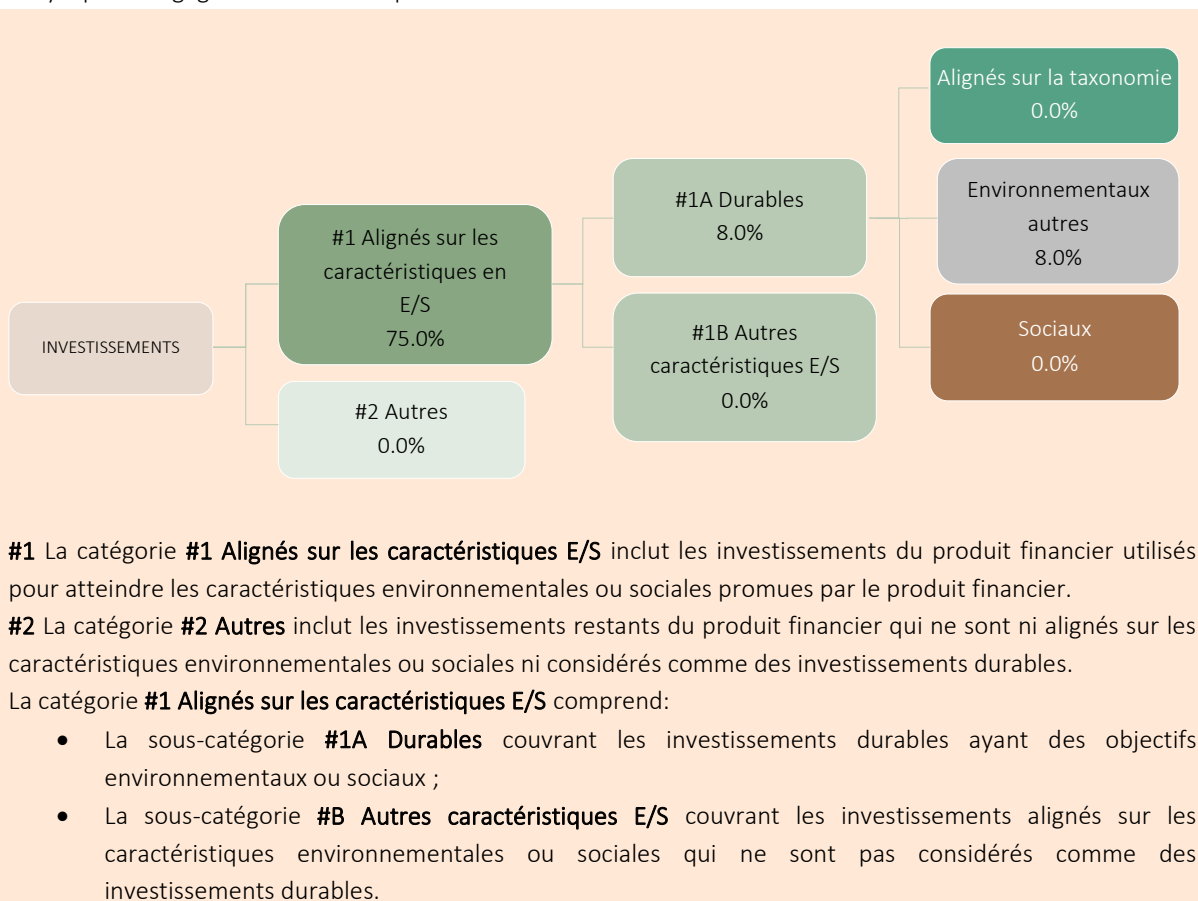 Alignés sur la taxonomie
0.0%
#1A Durables
8.0%
Environnementaux
autres
8.0%
#1 Alignés sur les
caractéristiques en
E/S
75.0%
INVESTISSEMENTS
#1B Autres
caractéristiques E/S
0.0%
Sociaux
0.0%
#2 Autres
0.0%
#1 La catégorie #1 Alignés sur les caractéristiques E/S inclut les investissements du produit financier utilisés
pour atteindre les caractéristiques environnementales ou sociales promues par le produit financier.
#2 La catégorie #2 Autres inclut les investissements restants du produit financier qui ne sont ni alignés sur les
caractéristiques environnementales ou sociales ni considérés comme des investissements durables.
La catégorie #1 Alignés sur les caractéristiques E/S comprend:
• La sous-catégorie #1A Durables couvrant les investissements durables ayant des objectifs
environnementaux ou sociaux ;
• La sous-catégorie #B Autres caractéristiques E/S couvrant les investissements alignés sur les
caractéristiques environnementales ou sociales qui ne sont pas considérés comme des
investissements durables.